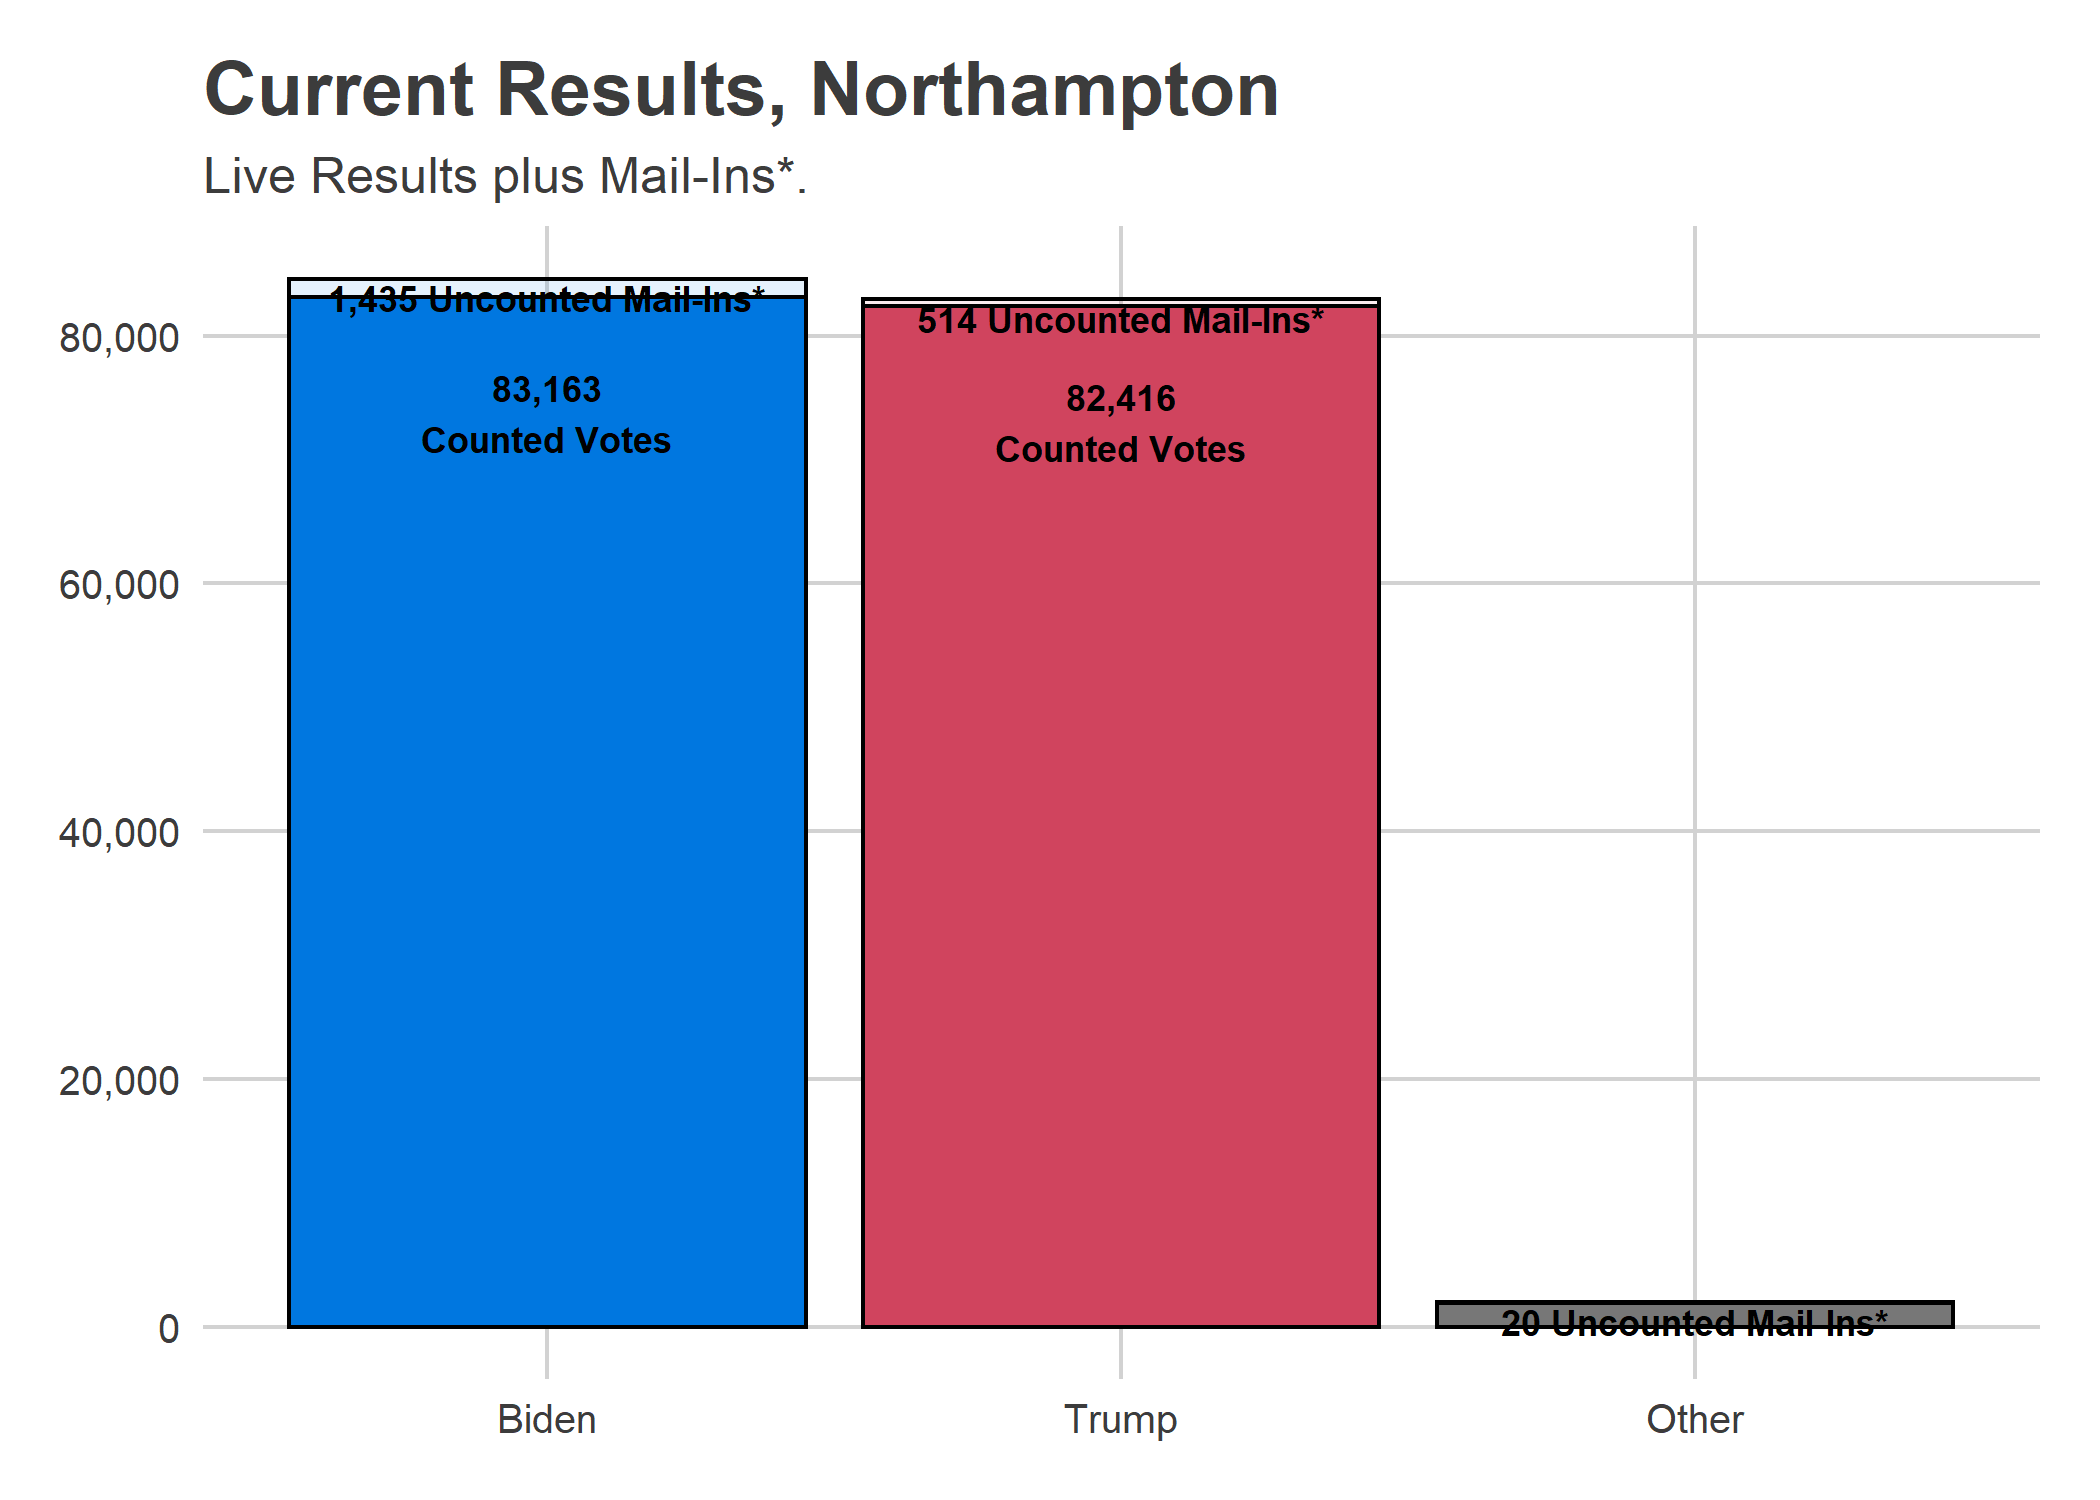 Current Results, Northampton
Live Results plus Mail-Ins*.
1,435 Uncounted Mail-Ins*
514 Uncounted Mail-Ins*
83,163
Counted Votes
82,416
Counted Votes
20 Uncounted Mail-Ins*
80,000
60,000
40,000
20,000
0
Biden
Trump
Other